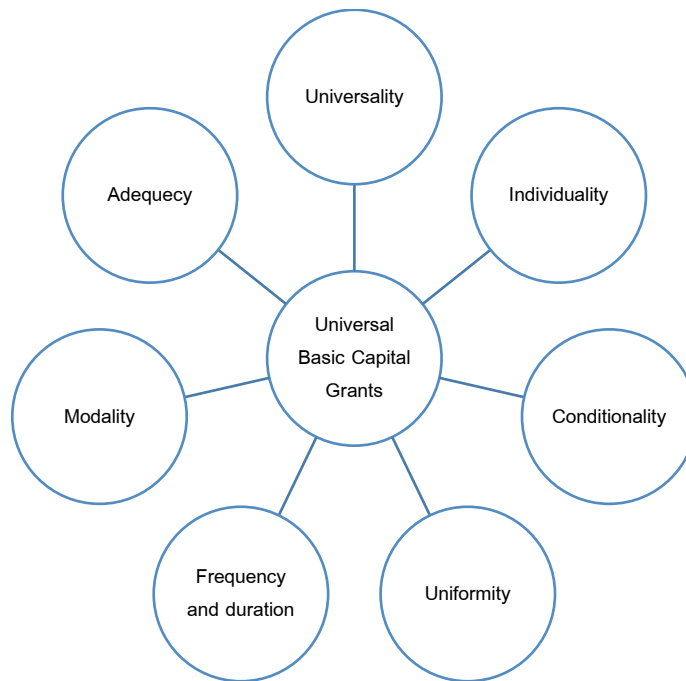 Universality
Adequecy
Individuality
Universal
Basic Capital
Grants
Modality
Conditionality
Frequency
and duration
Uniformity